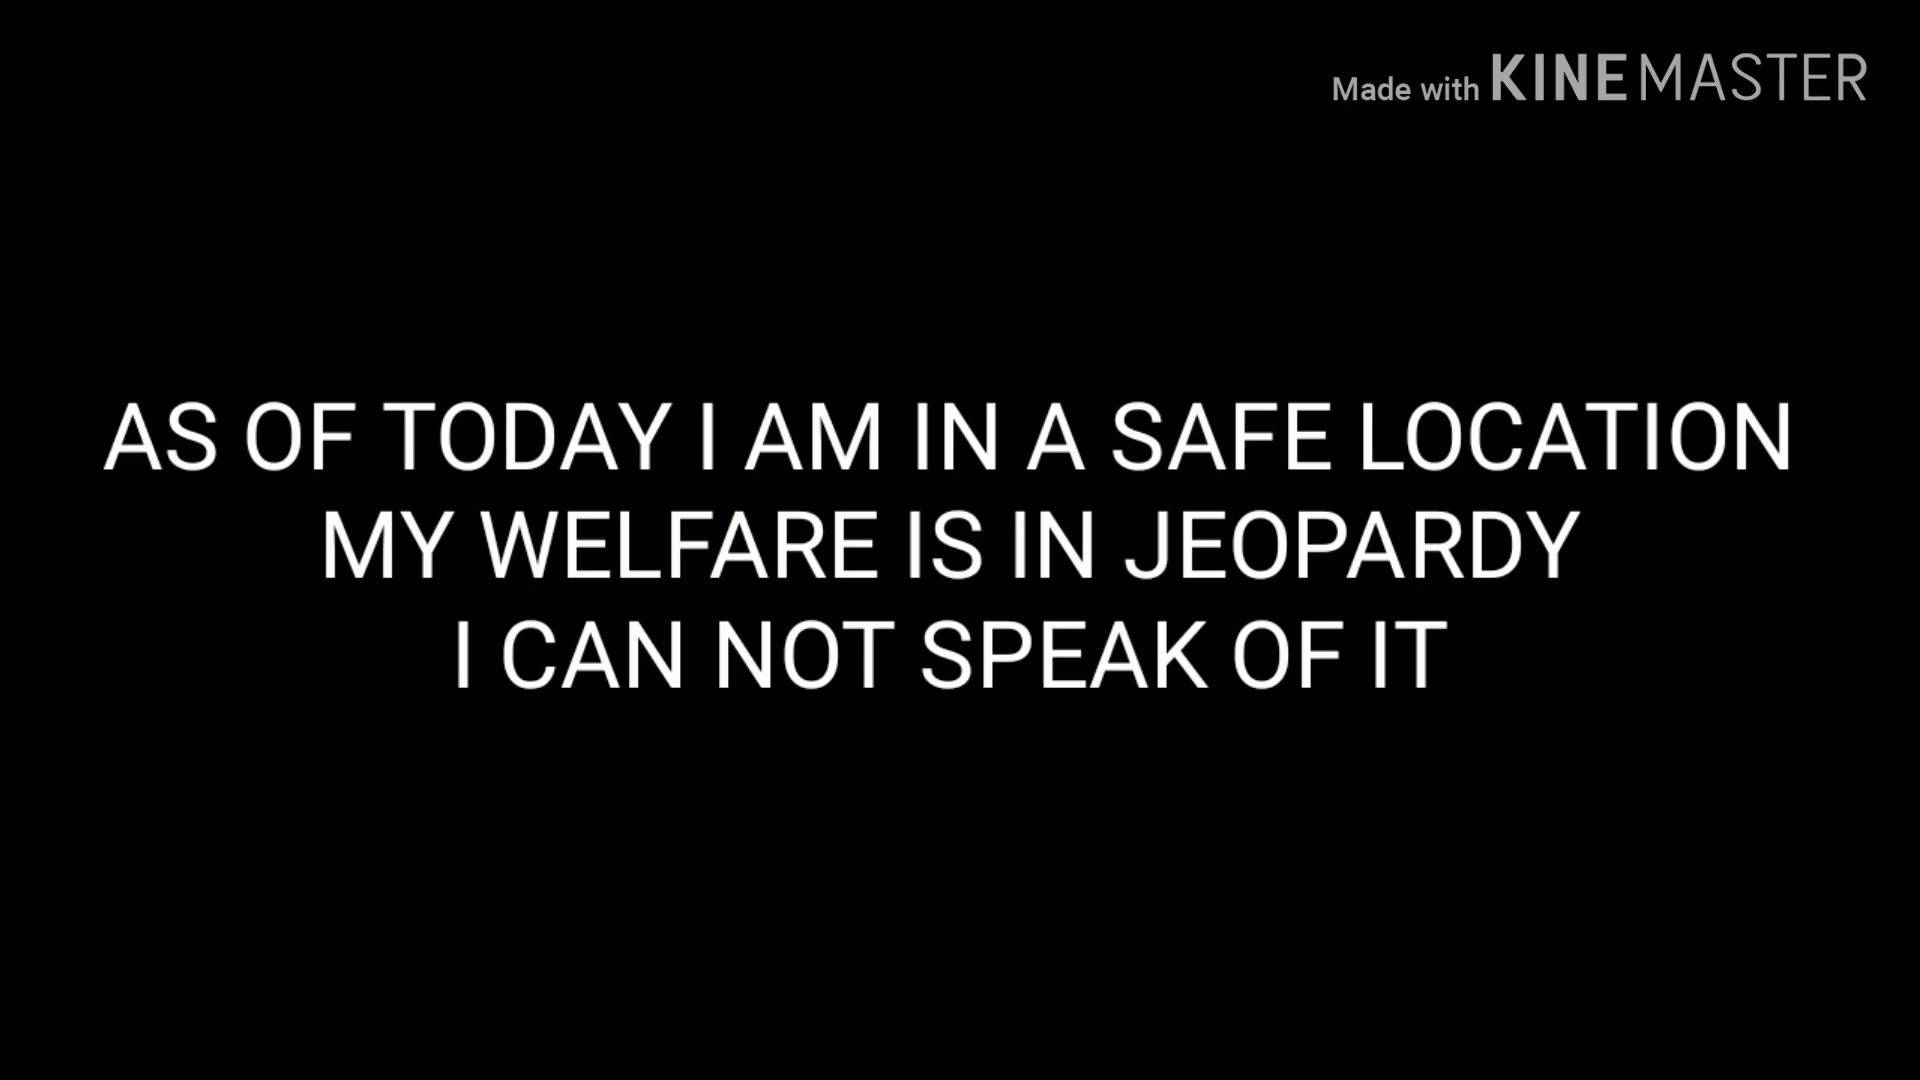 Made with KINEMASTER
AS OF TODAY I AM IN A SAFE LOCATION
MY WELFARE IS IN JEOPARDY
I CAN NOT SPEAK OF IT